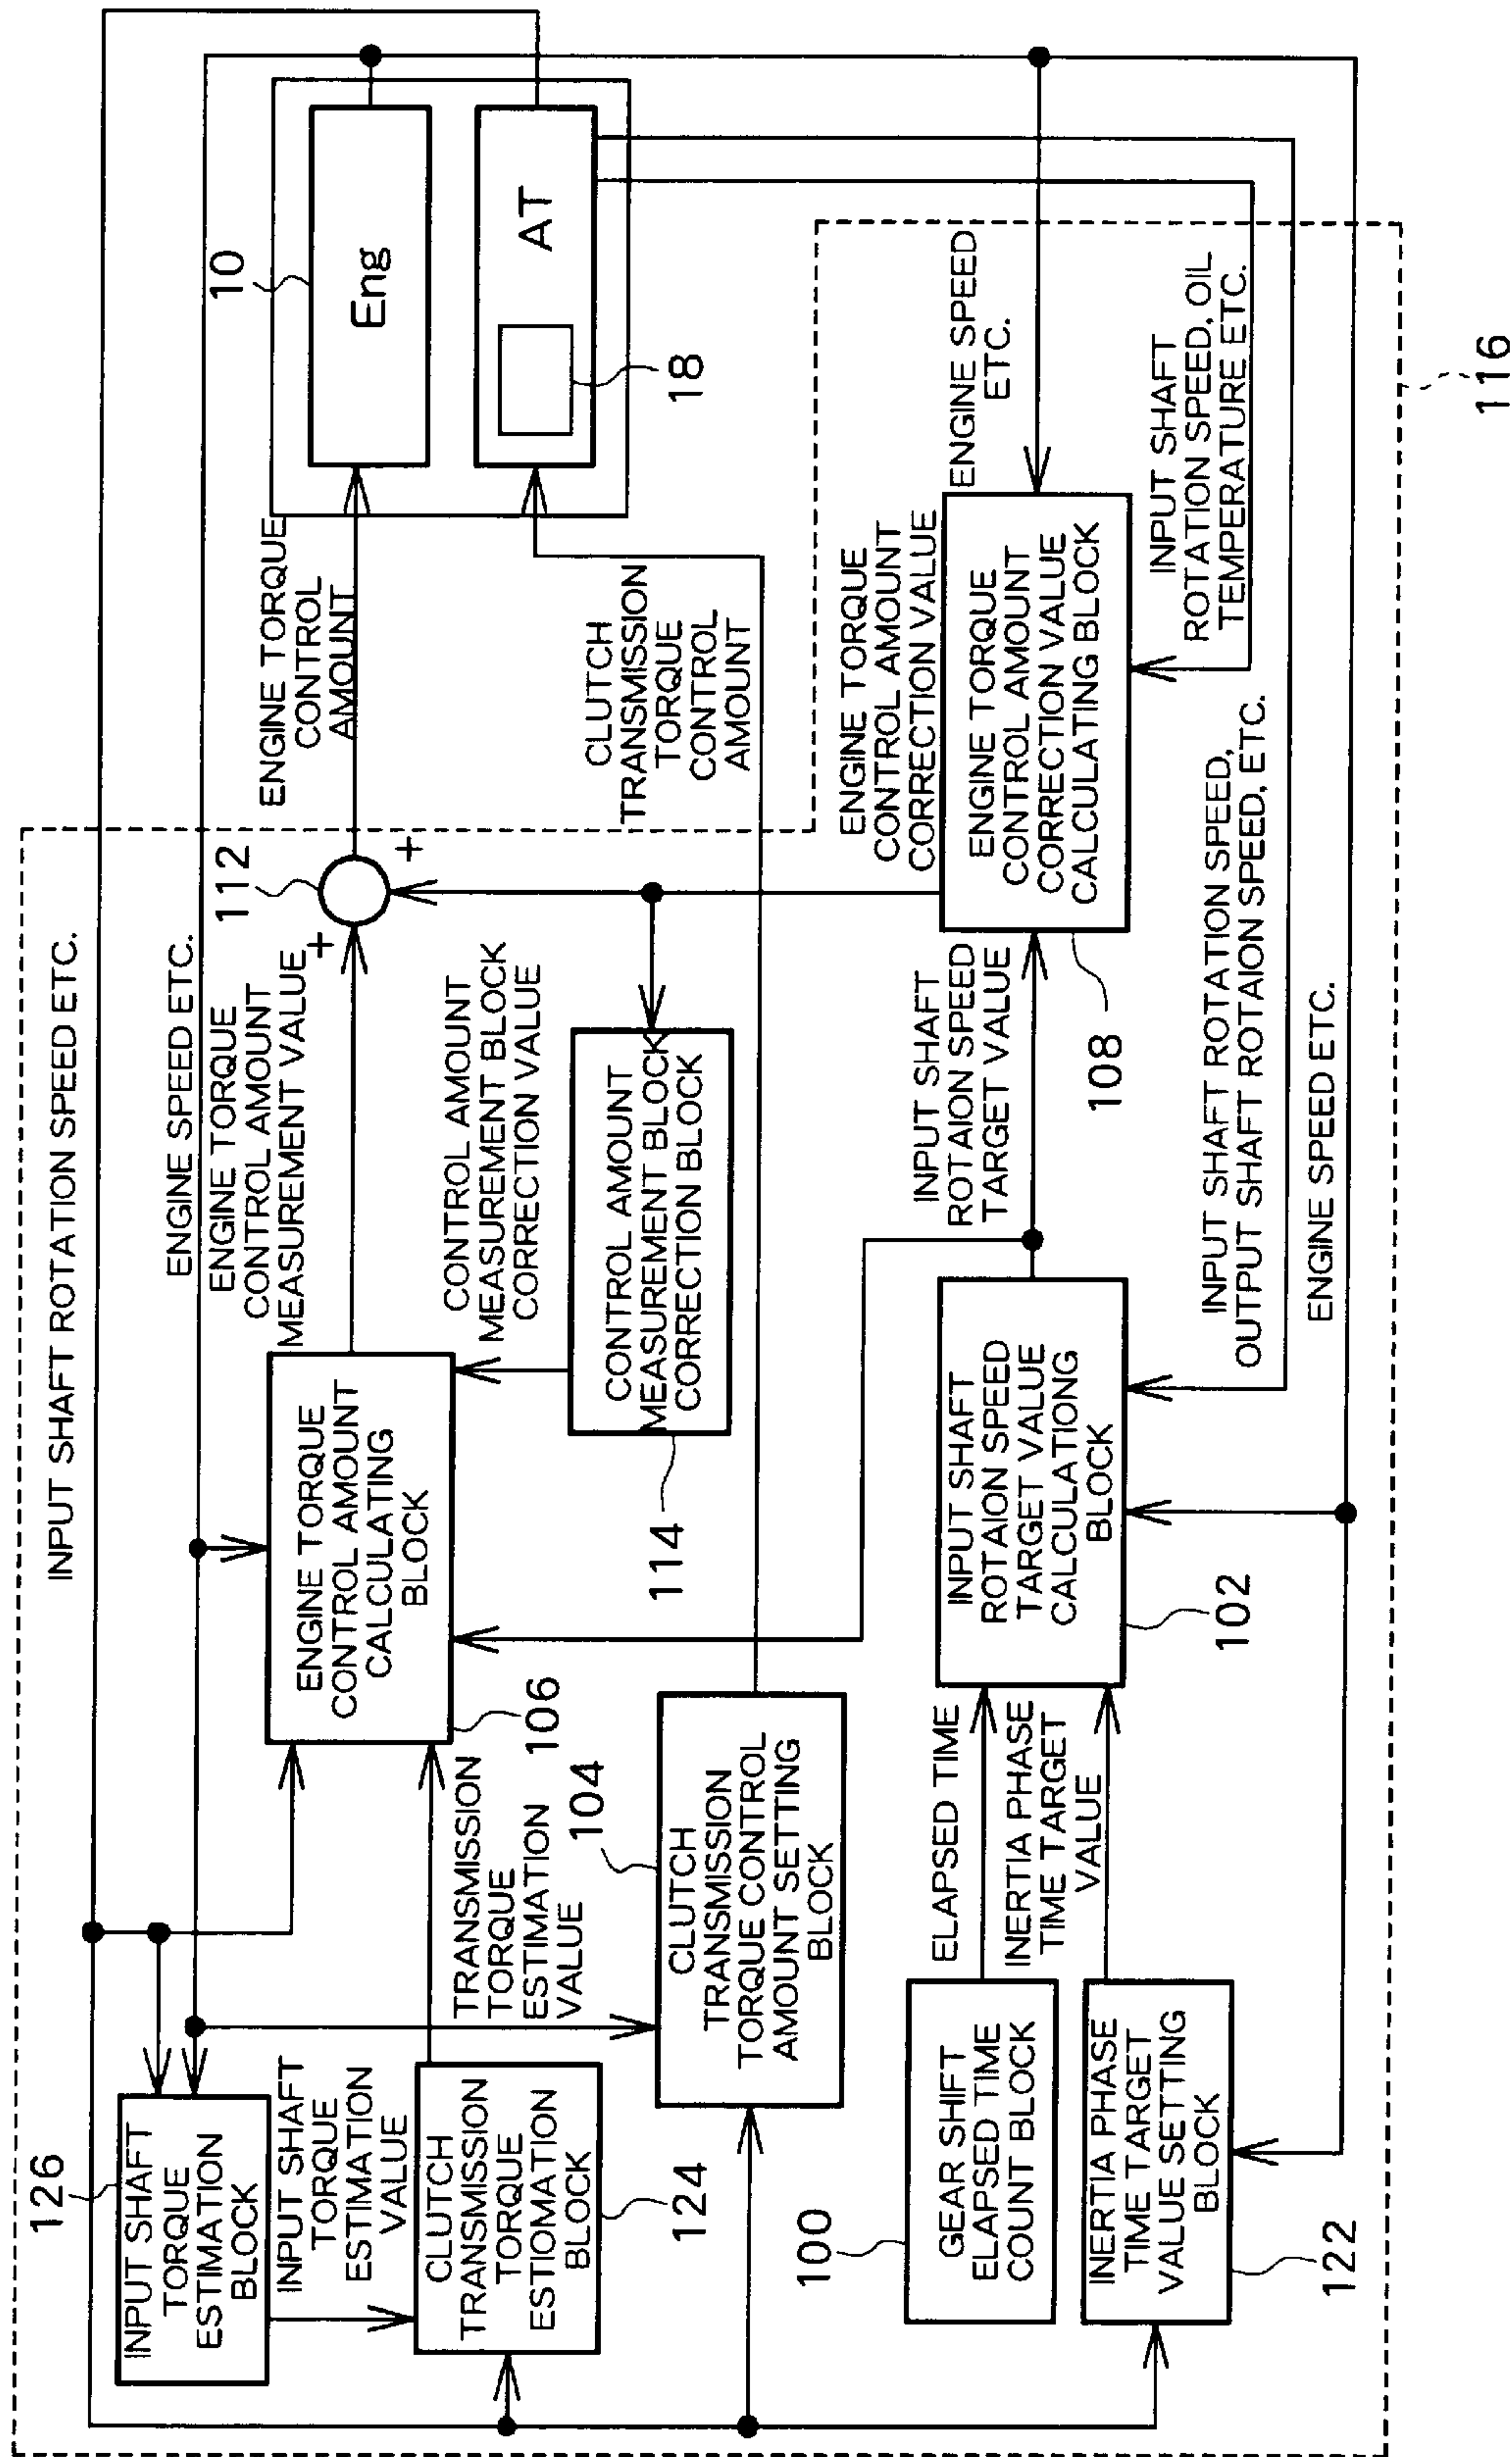 INPUT SHAFT ROTATION SPEED ETC.
ENGINE SPEED ETC.
126
INPUT SHAFT
TORQUE
ESTIMATION
BLOCK
INPUT SHAFT
TORQUE
ESTIMATION
VALUE
CLUTCH
TRANSMISSION
TORQUE
ESTIOMATION
BLOCK
124
TRANSMISSION
TORQUE
ESTIMATION
VALUE
ENGINE TORQUE
CONTROL AMOUNT
CALCULATING
BLOCK
106
ENGINE TORQUE
CONTROL AMOUNT
MEASUREMENT VALUE
112
+
+
ENGINE TORQUE
CONTROL
AMOUNT
10
Eng
AT
18
CONTROL AMOUNT
MEASUREMENT BLOCK
CORRECTION VALUE
CONTROL AMOUNT
MEASUREMENT BLOCK
CORRECTION BLOCK
114
104
CLUTCH
TRANSMISSION
TORQUE CONTROL
AMOUNT SETTING
BLOCK
CLUTCH
TRANSMISSION
TORQUE
CONTROL
AMOUNT
100
GEAR SHIFT
ELAPSED TIME
COUNT BLOCK
ELAPSED TIME
INERTIA PHASE
TIME TARGET
VALUE
INERTIA PHASE
TIME TARGET
VALUE SETTING
BLOCK
122
INPUT SHAFT
ROTAION SPEED
TARGET VALUE
CALCULATIONG
BLOCK
102
INPUT SHAFT
ROTAION SPEED
TARGET VALUE
ENGINE TORQUE
CONTROL AMOUNT
CORRECTION VALUE
ENGINE TORQUE
CONTROL AMOUNT
CORRECTION VALUE
CALCULATING BLOCK
108
ENGINE SPEED
ETC.
INPUT SHAFT
ROTATION SPEED, OIL
TEMPERATURE ETC.
INPUT SHAFT ROTATION SPEED,
OUTPUT SHAFT ROTAION SPEED, ETC.
ENGINE SPEED ETC.
116